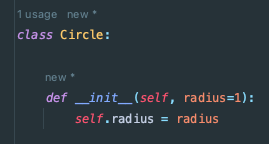 1 usage   new *
class Circle:
new *
def __init__(self, radius=1):
self.radius = radius